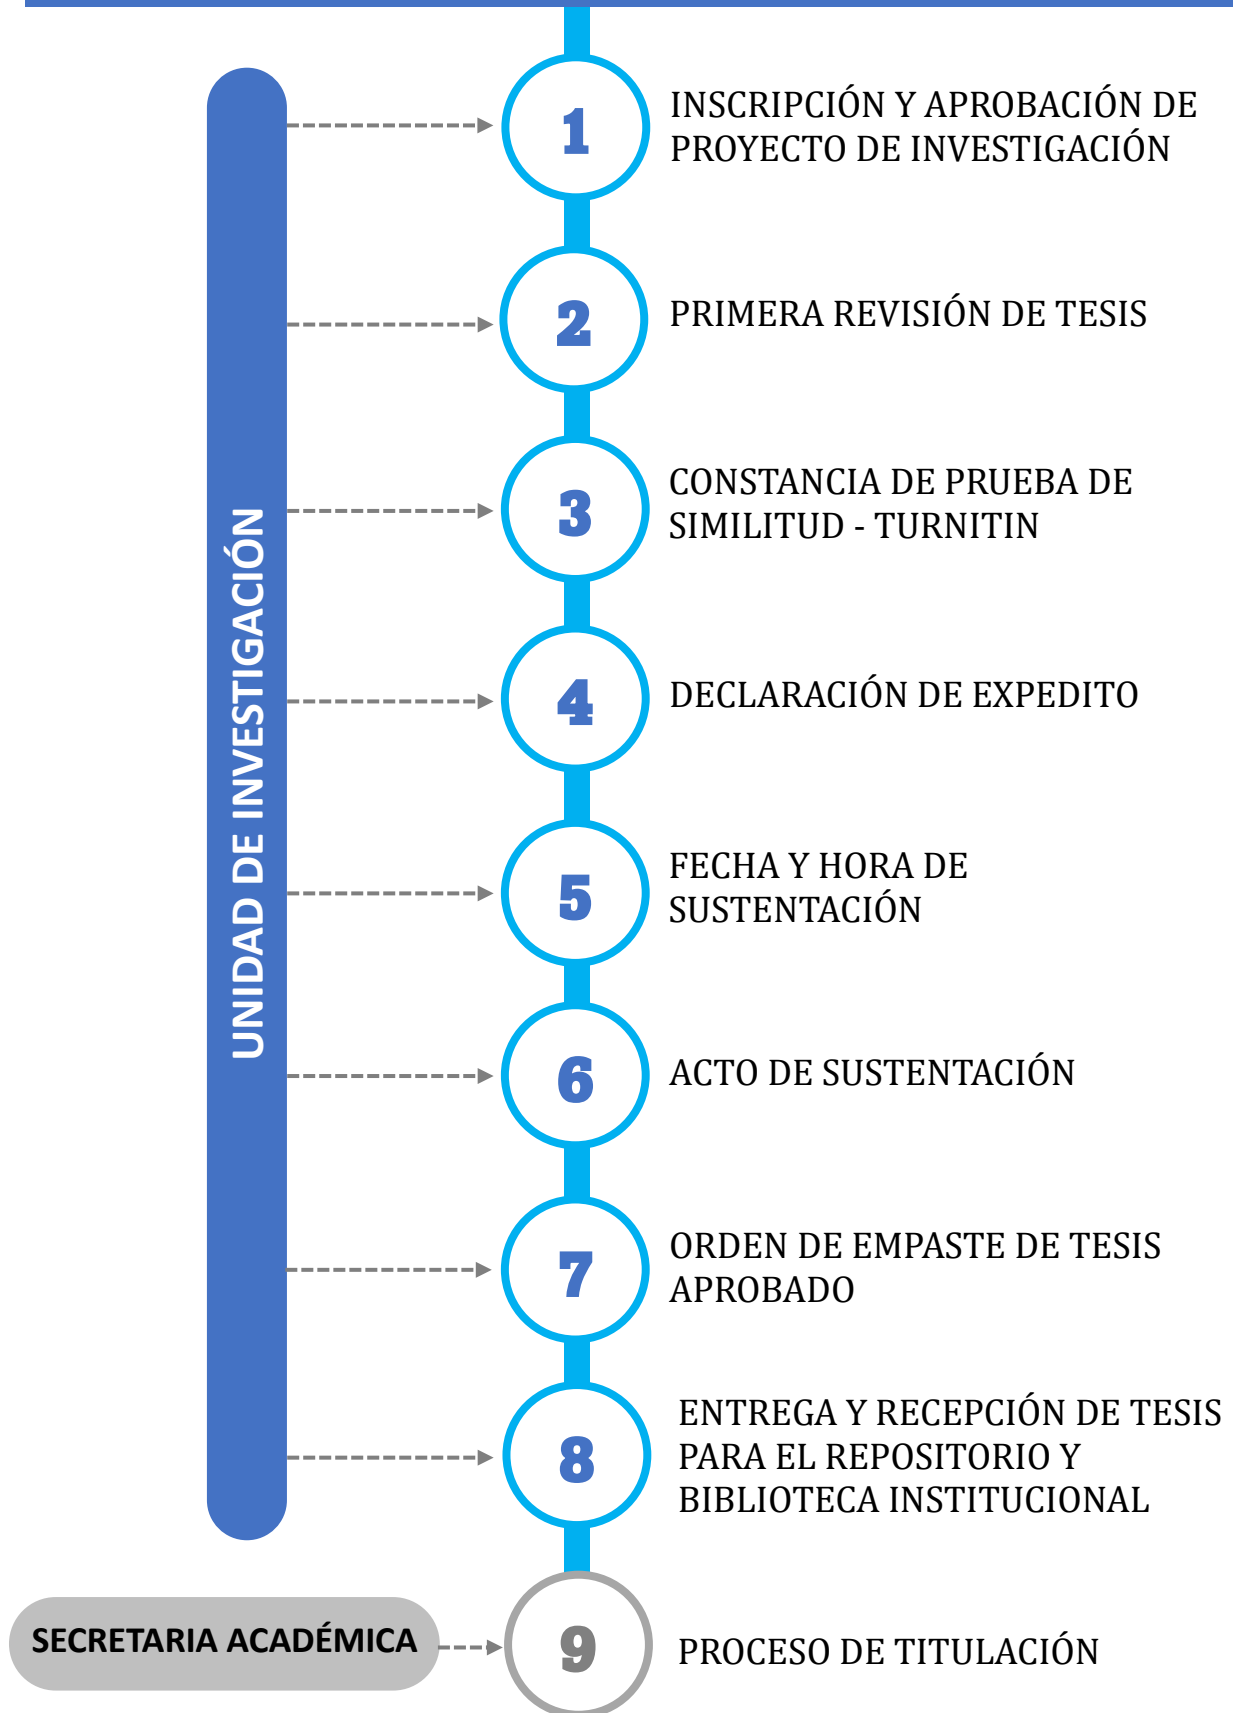 UNIDAD DE INVESTIGACIÓN
1
INSCRIPCIÓN Y APROBACIÓN DE
PROYECTO DE INVESTIGACIÓN
2
PRIMERA REVISIÓN DE TESIS
3
CONSTANCIA DE PRUEBA DE
SIMILITUD - TURNITIN
4
DECLARACIÓN DE EXPEDITO
5
FECHA Y HORA DE
SUSTENTACIÓN
6
ACTO DE SUSTENTACIÓN
7
ORDEN DE EMPASTE DE TESIS
APROBADO
8
ENTREGA Y RECEPCIÓN DE TESIS
PARA EL REPOSITORIO Y
BIBLIOTECA INSTITUCIONAL
SECRETARIA ACADÉMICA
9
PROCESO DE TITULACIÓN